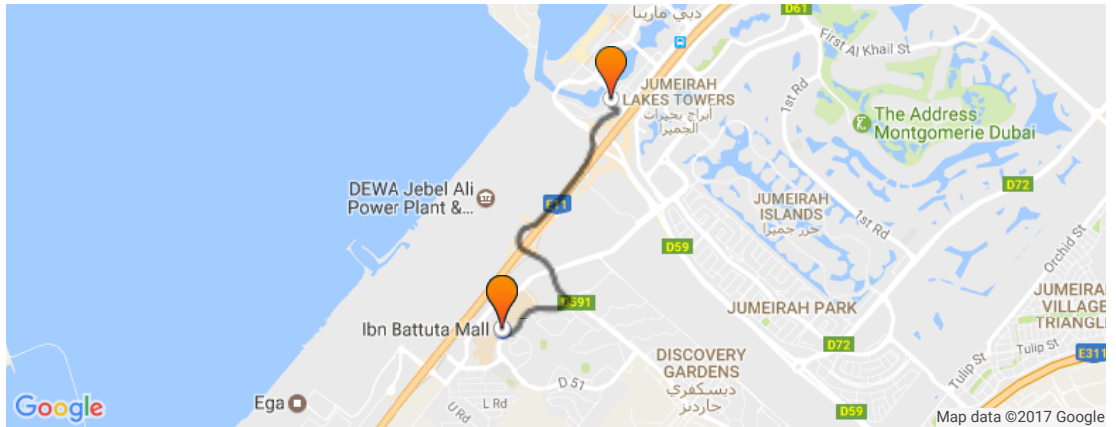 دبي مارينا
D61
First Al Khail St
JUMEIRAH
LAKES TOWERS
أبراج بحيرات
الجميرا
1st Rd
The Address
Montgomerie Dubai
DEWA Jebel Ali
Power Plant &...
E11
D72
JUMEIRAH
ISLANDS
جزر جميرا
1st Rd
Orchid St
D59
D591
JUMEIRAH PARK
JUMEIRAH
VILLAGE
TRIANGLE
Ibn Battuta Mall
D72
Tulip St
Tulip St
E311
DISCOVERY
GARDENS
ديسكفري
جاردنز
D 51
L Rd
U Rd
Ega
D59
Google
Map data ©2017 Google